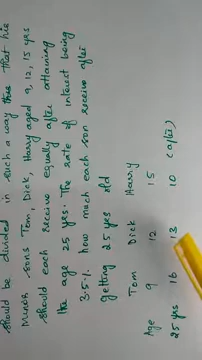 should be divided in such a way that his
minor sons Tom, Dick, Harry aged 9, 12, 15 yrs
should each receive equally after attaining
the age 25 yrs. The rate of interest being
3.5%. how much each son receive after
getting 25 yrs old
Tom Dick Harry
Age 9 12 15
25 yrs 16 13 10 (after)